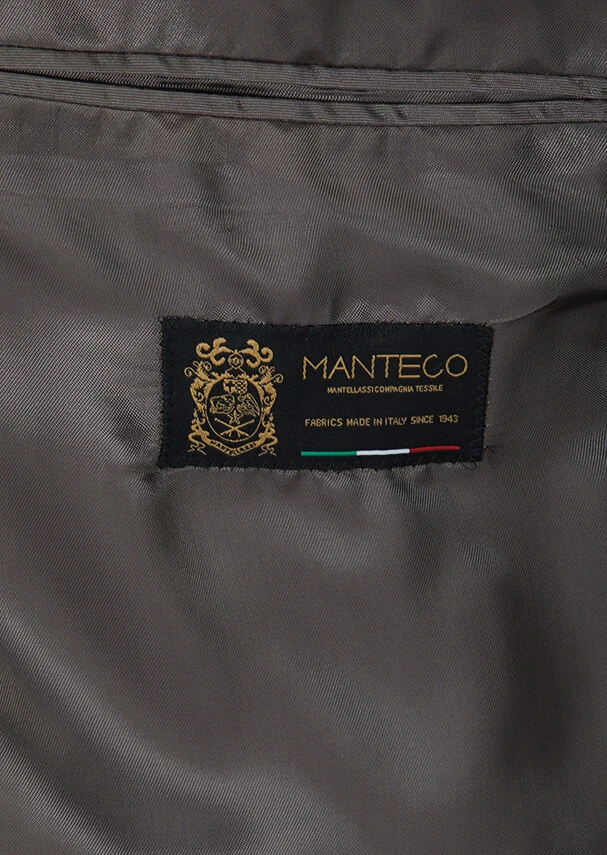 MANTECO
MANTELLASSI COMPAGNIA TESSILE
FABRICS MADE IN ITALY SINCE 1943